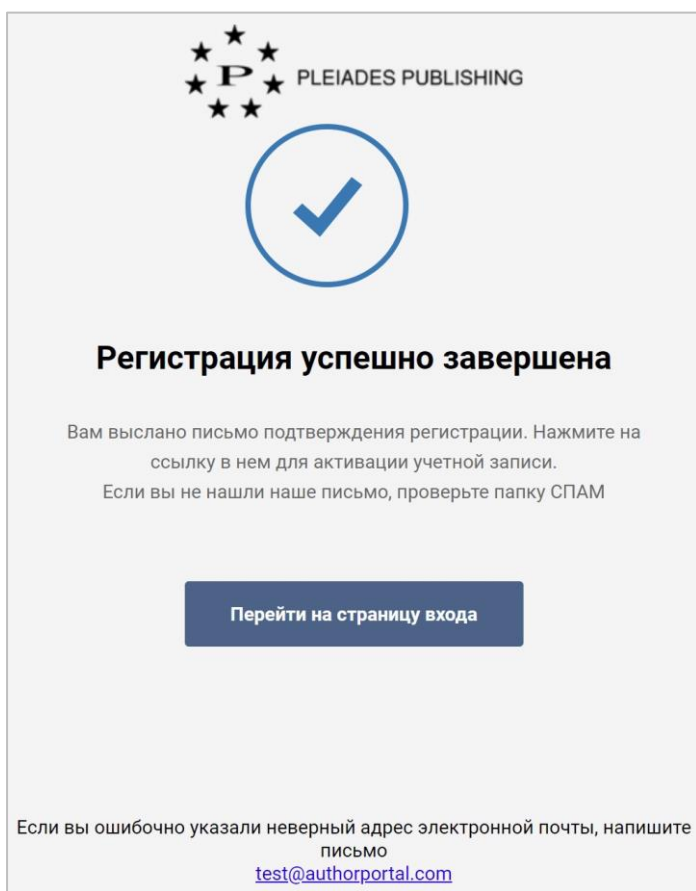 P PLEIADES PUBLISHING
Регистрация успешно завершена
Вам выслано письмо подтверждения регистрации. Нажмите на
ссылку в нем для активации учетной записи.
Если вы не нашли наше письмо, проверьте папку СПАМ
Перейти на страницу входа
Если вы ошибочно указали неверный адрес электронной почты, напишите
письмо
test@authorportal.com